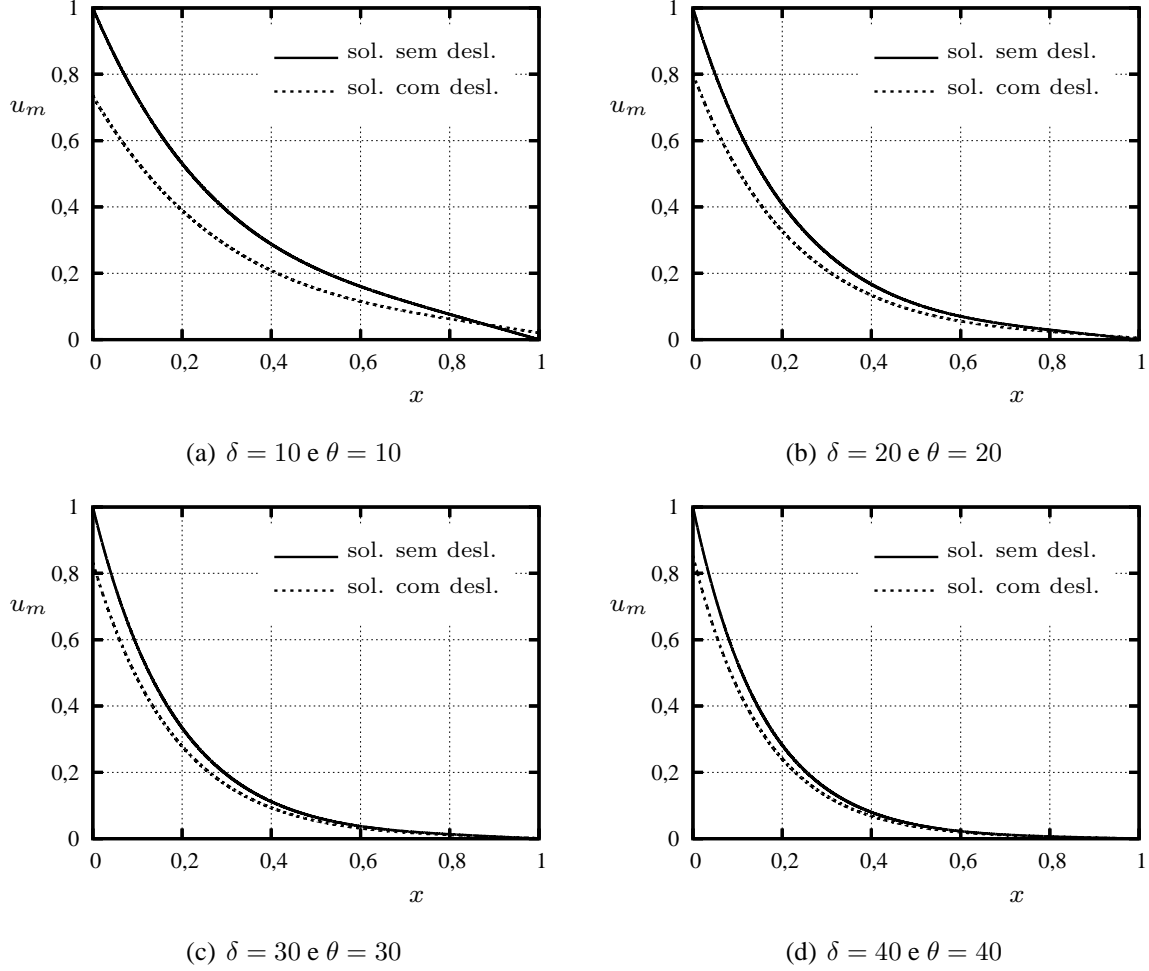 1
0,8
u_m
0,6
0,4
0,2
0
0 0,2 0,4 0,6 0,8 1
x
sol. sem desl.
sol. com desl.
(a) δ = 10 e θ = 10
1
0,8
u_m
0,6
0,4
0,2
0
0 0,2 0,4 0,6 0,8 1
x
sol. sem desl.
sol. com desl.
(b) δ = 20 e θ = 20
1
0,8
u_m
0,6
0,4
0,2
0
0 0,2 0,4 0,6 0,8 1
x
sol. sem desl.
sol. com desl.
(c) δ = 30 e θ = 30
1
0,8
u_m
0,6
0,4
0,2
0
0 0,2 0,4 0,6 0,8 1
x
sol. sem desl.
sol. com desl.
(d) δ = 40 e θ = 40